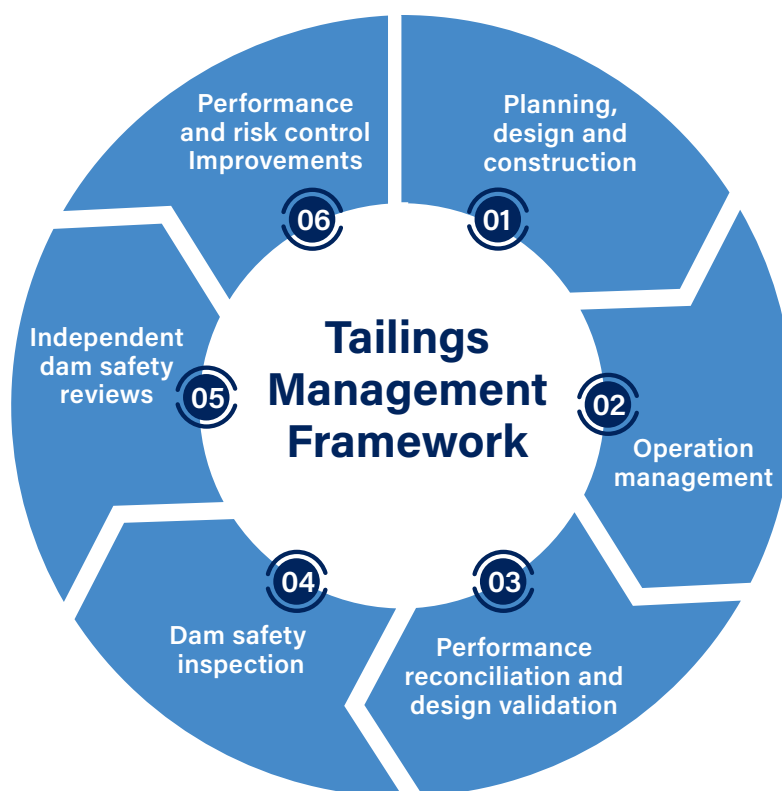 Tailings
Management
Framework
01
Planning,
design and
construction
02
Operation
management
03
Performance
reconciliation and
design validation
04
Dam safety
inspection
05
Independent
dam safety
reviews
06
Performance
and risk control
Improvements